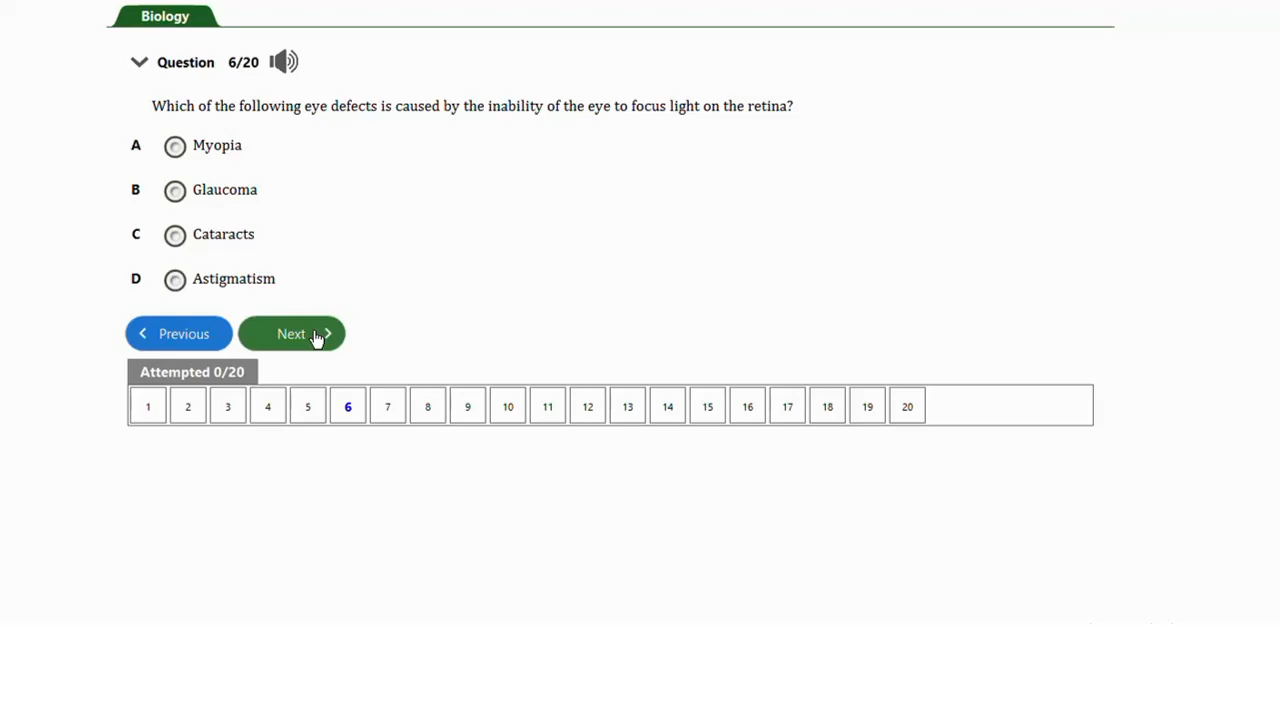 Biology
Question 6/20
Which of the following eye defects is caused by the inability of the eye to focus light on the retina?
A Myopia
B Glaucoma
C Cataracts
D Astigmatism
Previous Next
Attempted 0/20
1 2 3 4 5 6 7 8 9 10 11 12 13 14 15 16 17 18 19 20